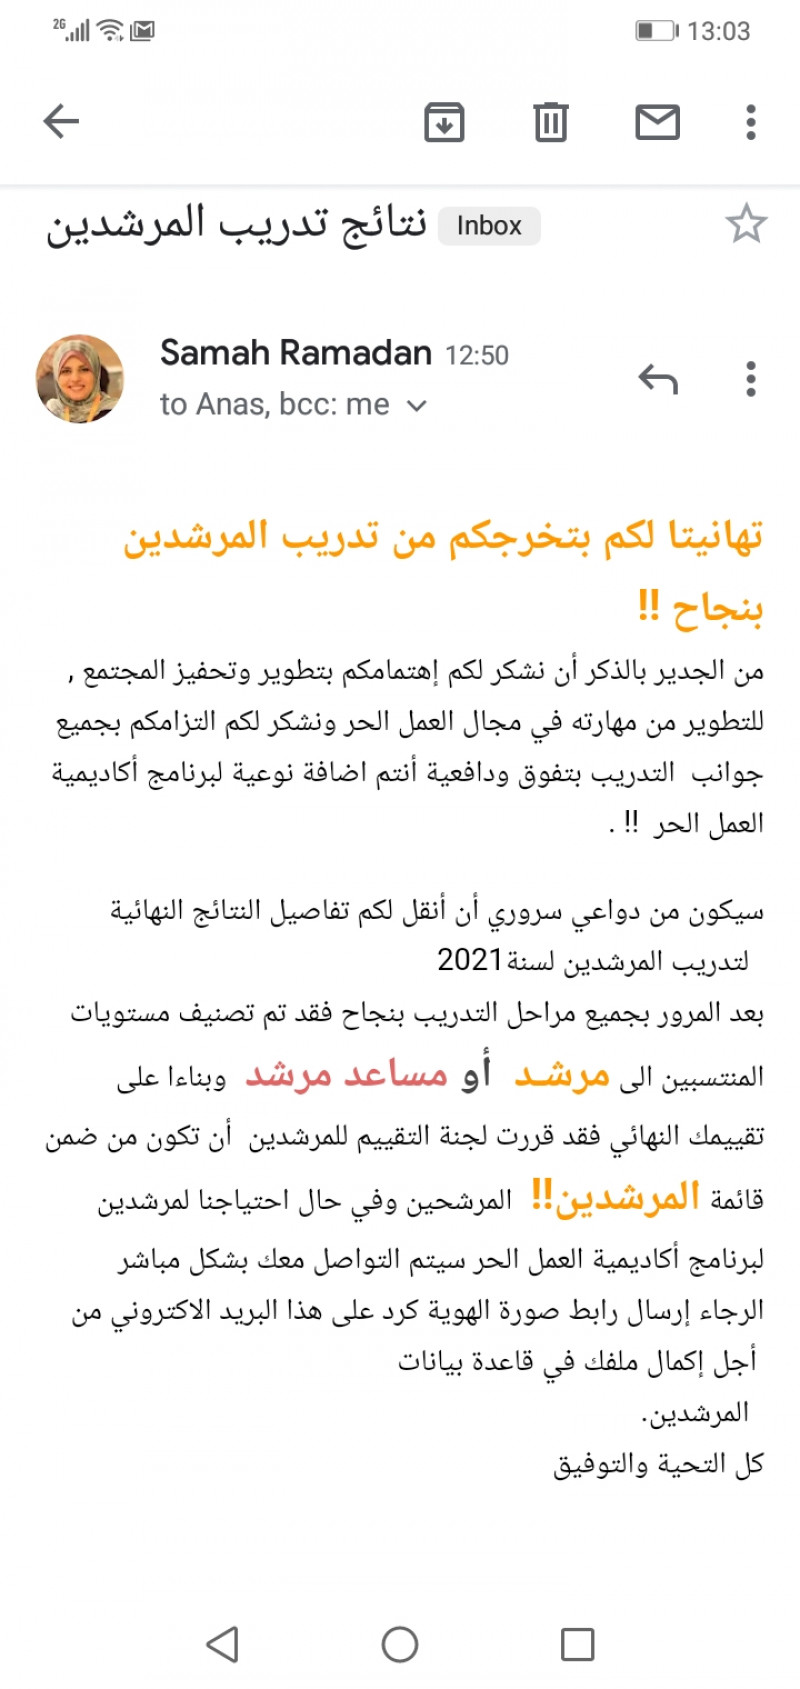 2G 13:03
نتائج تدريب المرشدين Inbox
Samah Ramadan 12:50
to Anas, bcc: me
تهانيتا لكم بتخرجكم من تدريب المرشدين
بنجاح !!
من الجدير بالذكر أن نشكر لكم إهتمامكم بتطوير وتحفيز المجتمع ,
للتطوير من مهارته في مجال العمل الحر ونشكر لكم التزامكم بجميع
جوانب التدريب بتفوق ودافعية أنتم اضافة نوعية لبرنامج أكاديمية
العمل الحر !! .
سيكون من دواعي سروري أن أنقل لكم تفاصيل النتائج النهائية
لتدريب المرشدين لسنة2021
بعد المرور بجميع مراحل التدريب بنجاح فقد تم تصنيف مستويات
المنتسبين الى مرشـد أو مساعد مرشد وبناءا على
تقييمك النهائي فقد قررت لجنة التقييم للمرشدين أن تكون من ضمن
قائمة المرشدين!! المرشحين وفي حال احتياجنا لمرشدين
لبرنامج أكاديمية العمل الحر سيتم التواصل معك بشكل مباشر
الرجاء إرسال رابط صورة الهوية كرد على هذا البريد الاكتروني من
أجل إكمال ملفك في قاعدة بيانات
المرشدين.
كل التحية والتوفيق